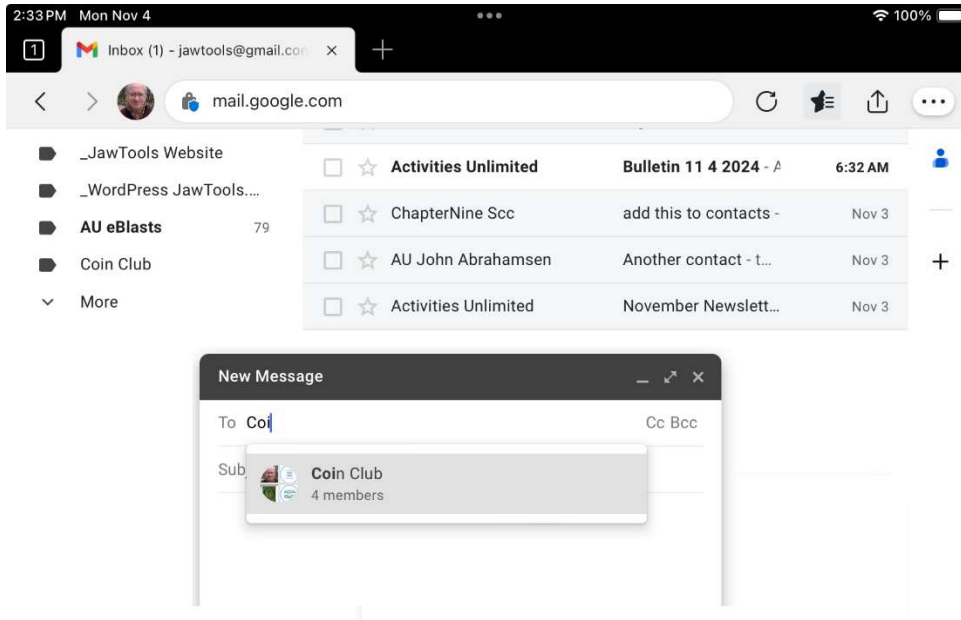 2:33 PM Mon Nov 4 100%
1 Inbox (1) - jawtools@gmail.con
mail.google.com
_JawTools Website
_WordPress JawTools....
AU eBlasts 79
Coin Club
More
Activities Unlimited Bulletin 11 4 2024 - 6:32 AM
ChapterNine Scc add this to contacts - Nov 3
AU John Abrahamsen Another contact - t... Nov 3
Activities Unlimited November Newslett... Nov 3
New Message
To Coi Cc Bcc
Sub
Coin Club
4 members